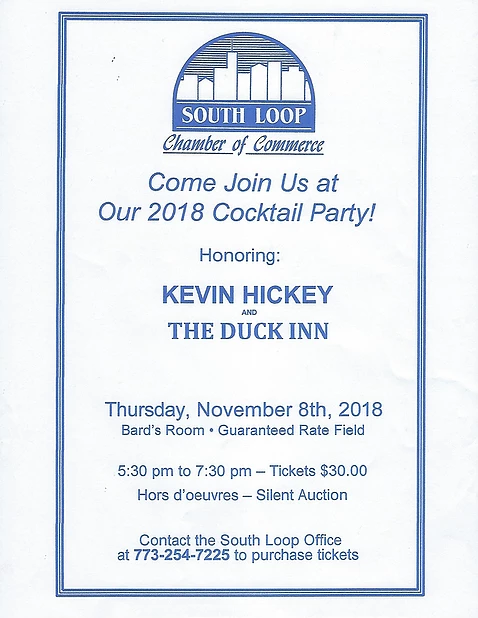 SOUTH LOOP
Chamber of Commerce
Come Join Us at
Our 2018 Cocktail Party!
Honoring:
KEVIN HICKEY
AND
THE DUCK INN
Thursday, November 8th, 2018
Bard's Room • Guaranteed Rate Field
5:30 pm to 7:30 pm – Tickets $30.00
Hors d'oeuvres – Silent Auction
Contact the South Loop Office
at 773-254-7225 to purchase tickets